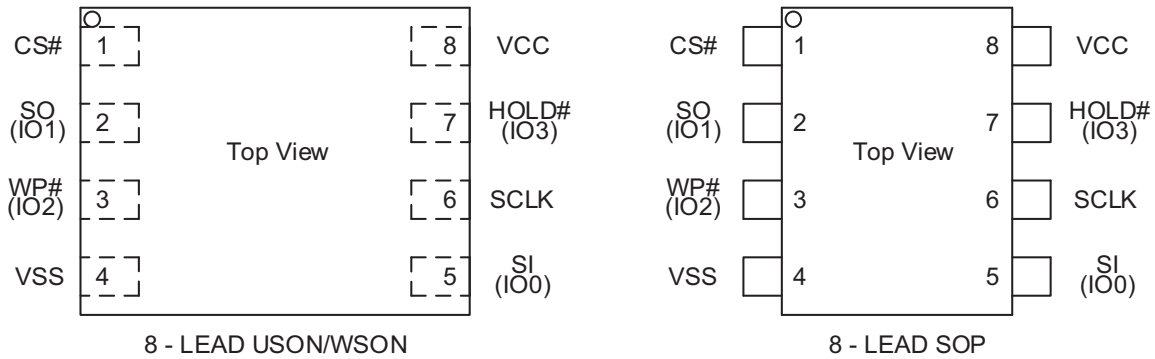 CS# 1 8 VCC
SO
(IO1) 2 7 HOLD#
(IO3)
Top View
WP#
(IO2) 3 6 SCLK
VSS 4 5 SI
(IO0)
8 - LEAD USON/WSON
CS# 1 8 VCC
SO
(IO1) 2 7 HOLD#
(IO3)
Top View
WP#
(IO2) 3 6 SCLK
VSS 4 5 SI
(IO0)
8 - LEAD SOP